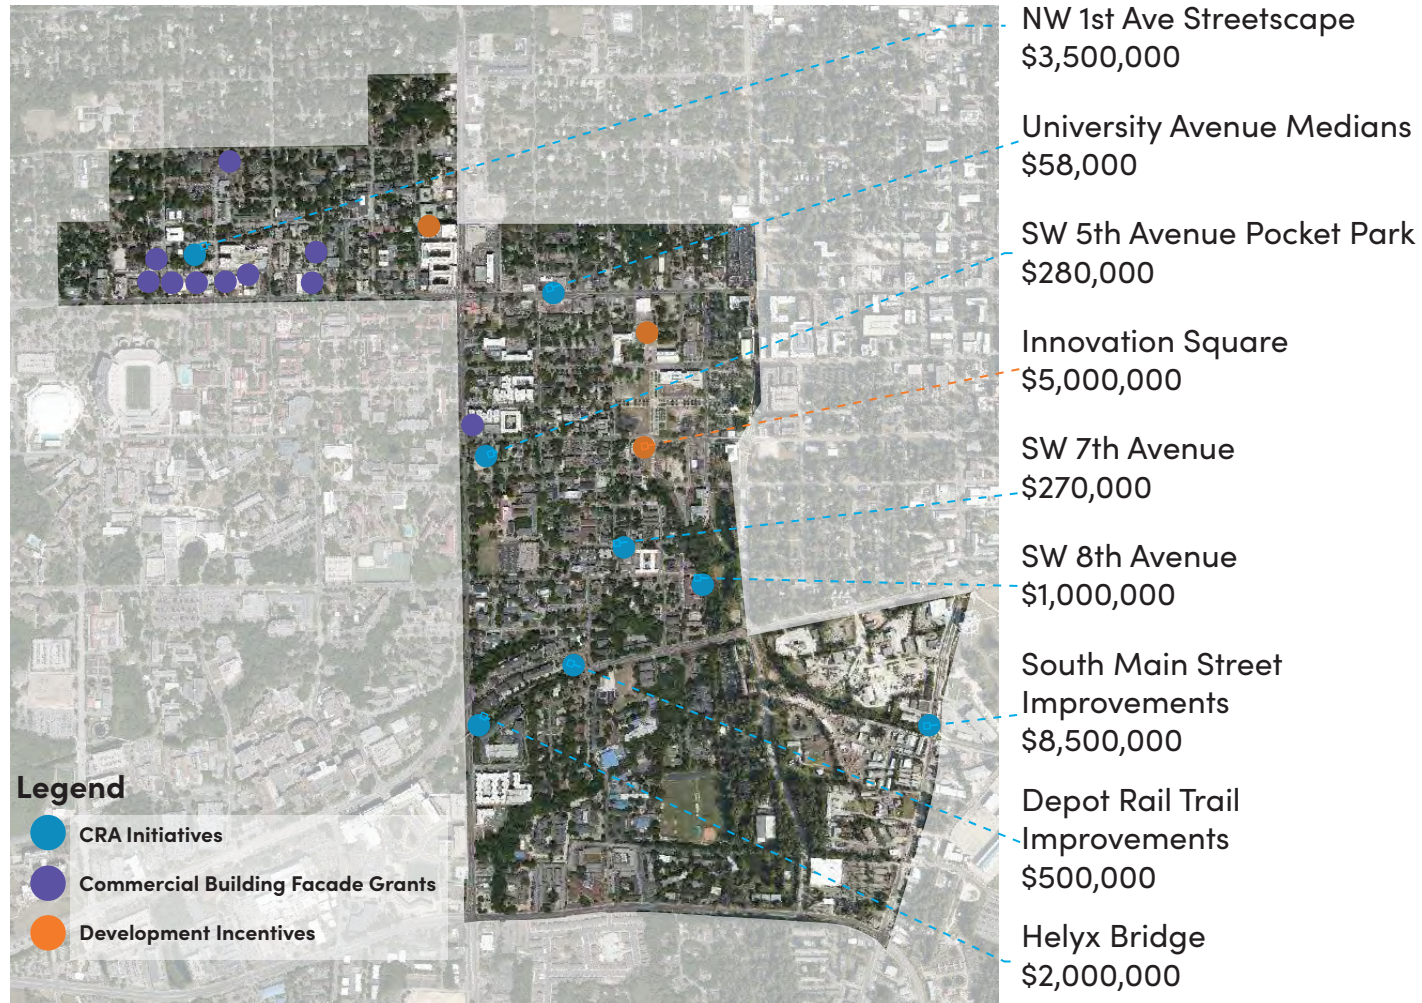 NW 1st Ave Streetscape
$3,500,000
University Avenue Medians
$58,000
SW 5th Avenue Pocket Park
$280,000
Innovation Square
$5,000,000
SW 7th Avenue
$270,000
SW 8th Avenue
$1,000,000
South Main Street
Improvements
$8,500,000
Depot Rail Trail
Improvements
$500,000
Helyx Bridge
$2,000,000
Legend
CRA Initiatives
Commercial Building Facade Grants
Development Incentives